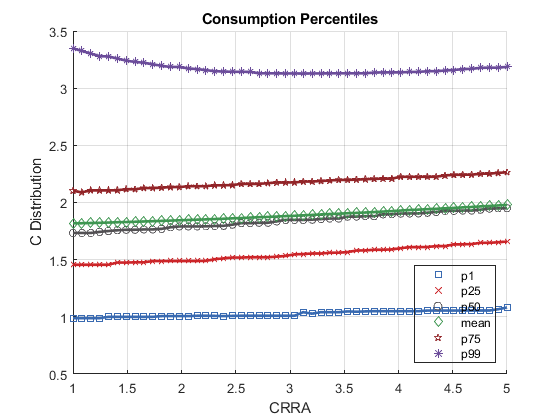 Consumption Percentiles
3.5
3
2.5
2
1.5
1
0.5
C Distribution
1 1.5 2 2.5 3 3.5 4 4.5 5
CRRA
p1
p25
p50
mean
p75
p99